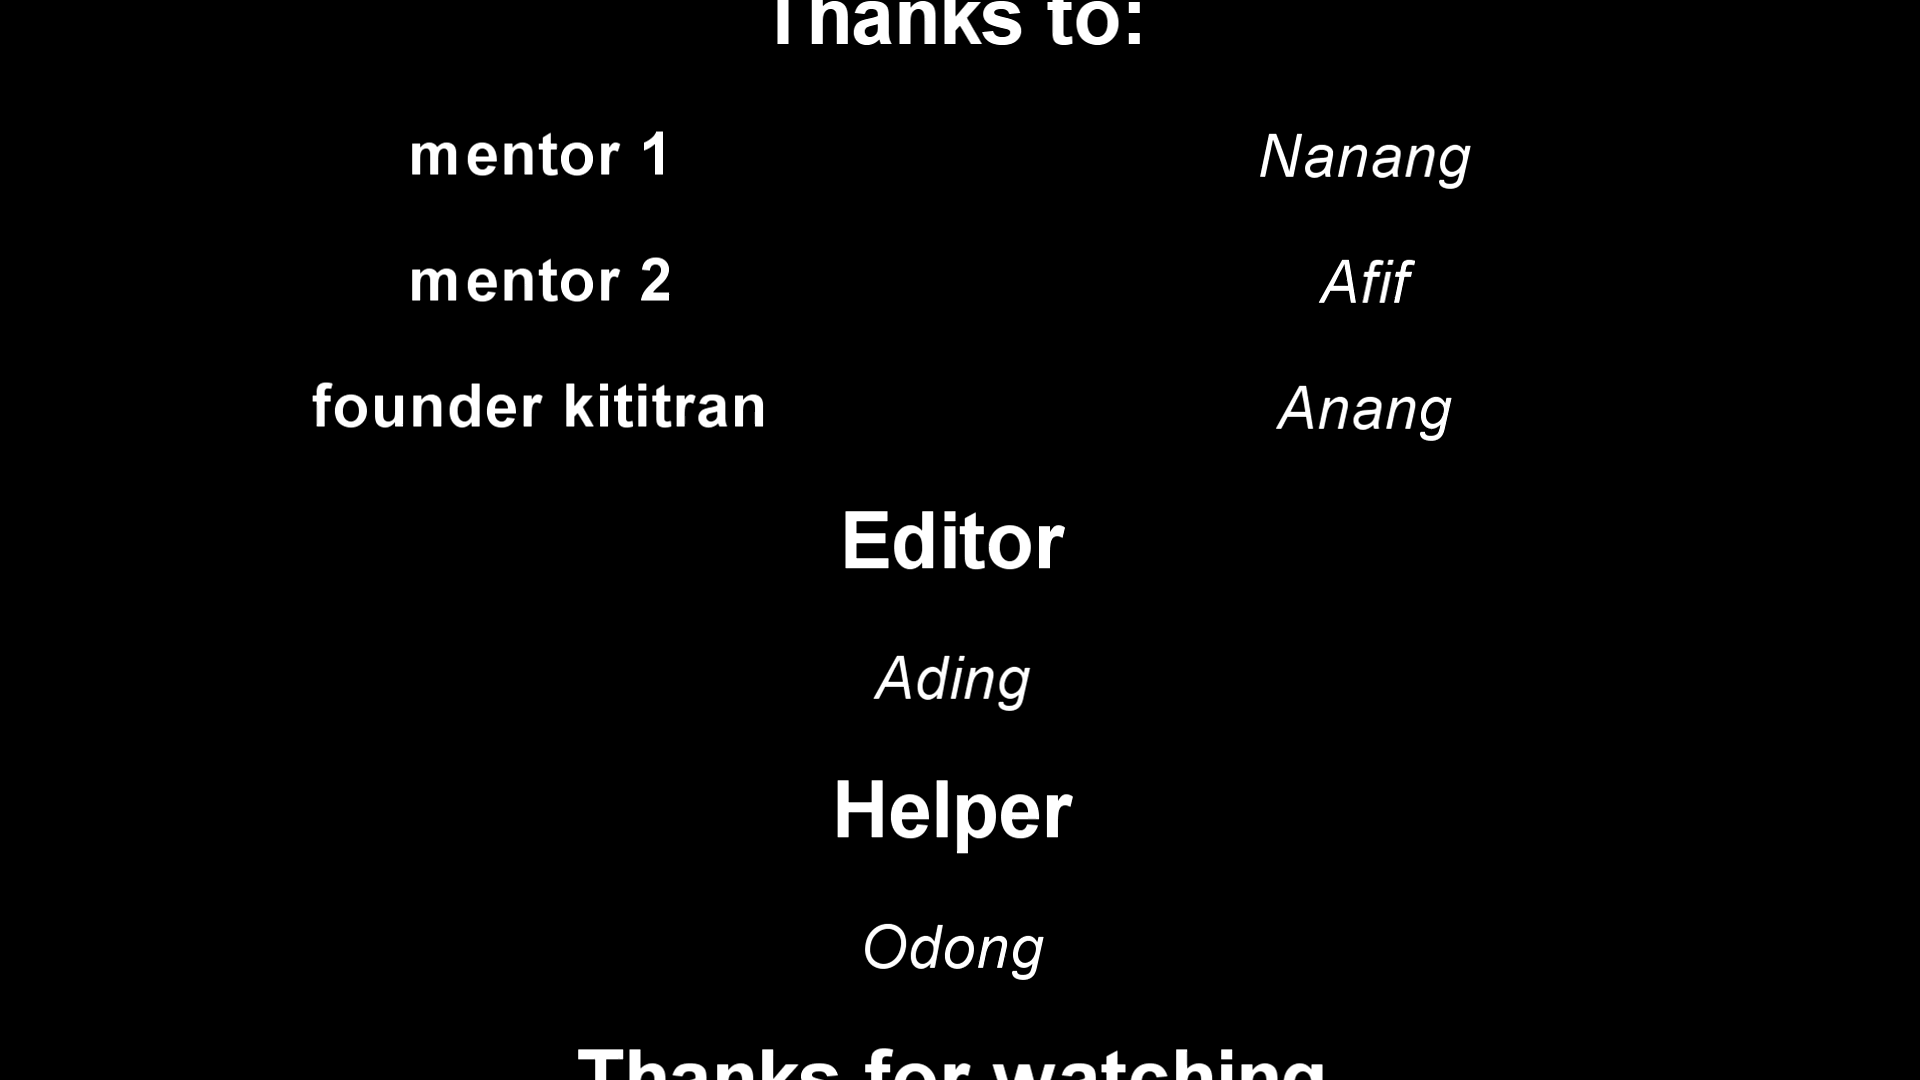 Thanks to:
mentor 1 Nanang
mentor 2 Afif
founder kititran Anang
Editor
Ading
Helper
Odong
Thanks for watching